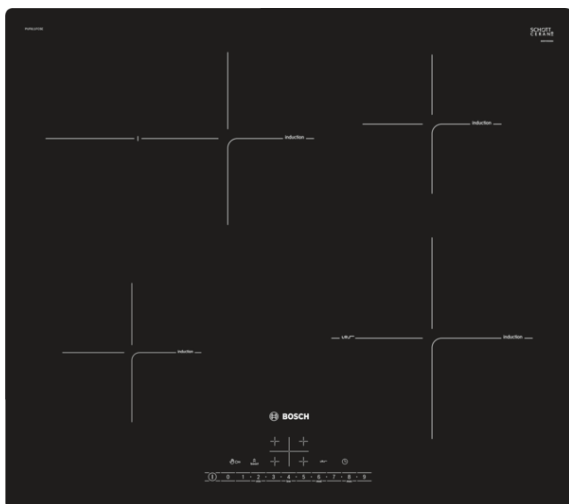 SCHOTT
CERAN®
induction
induction
induction
induction
BOSCH
0 1 · 2 · 3 · 4 · 5 · 6 · 7 · 8 · 9